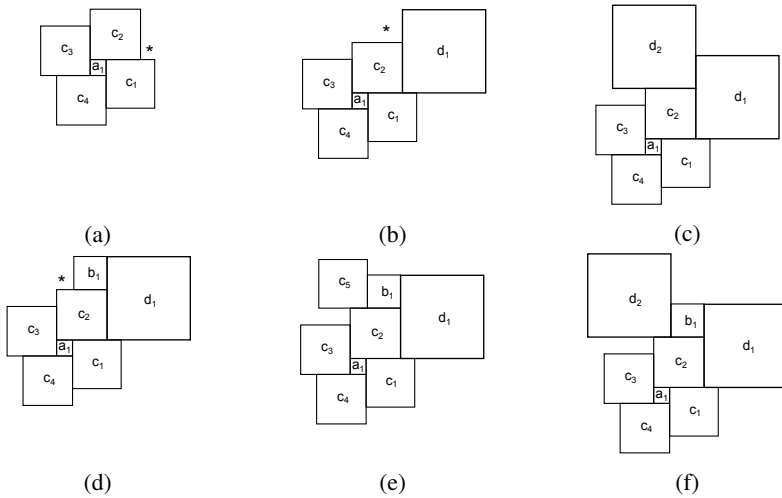 c₂
c₃
*
a₁
c₁
c₄
(a)
*
d₁
c₂
c₃
a₁
c₁
c₄
(b)
d₂
d₁
c₂
c₃
a₁
c₁
c₄
(c)
*
b₁
d₁
c₂
c₃
a₁
c₁
c₄
(d)
c₅
b₁
d₁
c₂
c₃
a₁
c₁
c₄
(e)
d₂
b₁
d₁
c₂
c₃
a₁
c₁
c₄
(f)